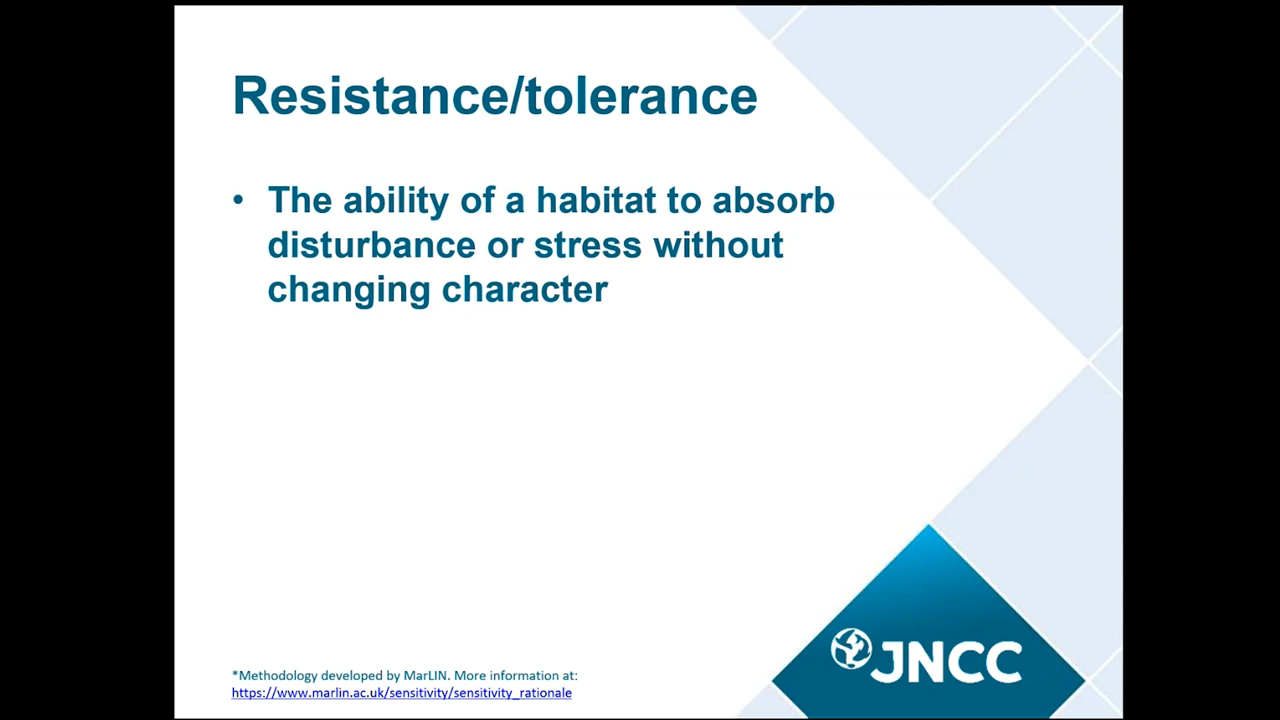 Resistance/tolerance
• The ability of a habitat to absorb
disturbance or stress without
changing character
JNCC
*Methodology developed by MarLIN. More information at:
https://www.marlin.ac.uk/sensitivity/sensitivity_rationale